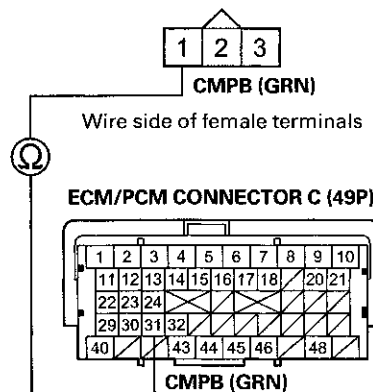 1 2 3
CMPB (GRN)
Wire side of female terminals
Ω
ECM/PCM CONNECTOR C (49P)
1 2 3 4 5 6 7 8 9 10
11 12 13 14 15 16 17 18 20 21
22 23 24
29 30 31 32
40 43 44 45 46 48
CMPB (GRN)